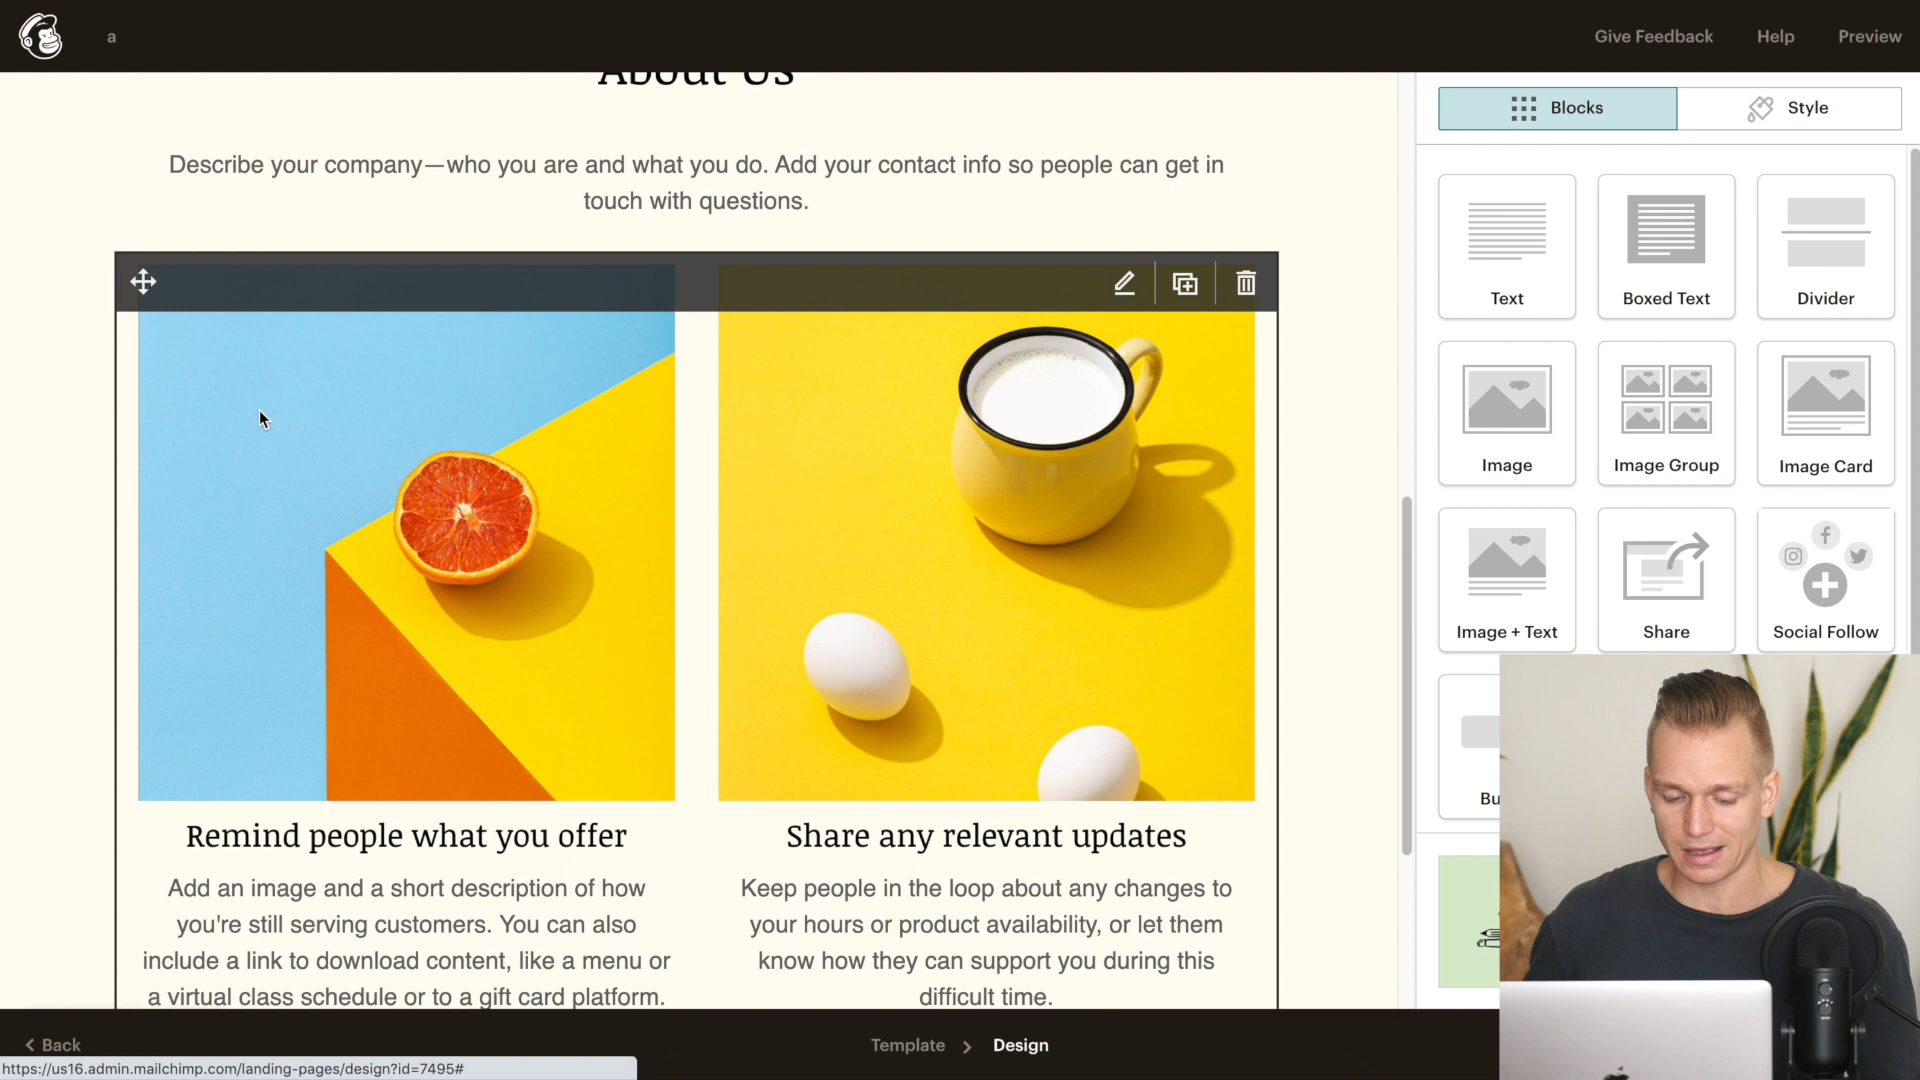 a
Give Feedback
Help
Preview
About Us
Blocks
Style
Describe your company—who you are and what you do. Add your contact info so people can get in
touch with questions.
Text
Boxed Text
Divider
Image
Image Group
Image Card
Image + Text
Share
Social Follow
Bu
Remind people what you offer
Share any relevant updates
Add an image and a short description of how
you're still serving customers. You can also
include a link to download content, like a menu or
a virtual class schedule or to a gift card platform.
Keep people in the loop about any changes to
your hours or product availability, or let them
know how they can support you during this
difficult time.
Back
Template
Design
https://us16.admin.mailchimp.com/landing-pages/design?id=7495#